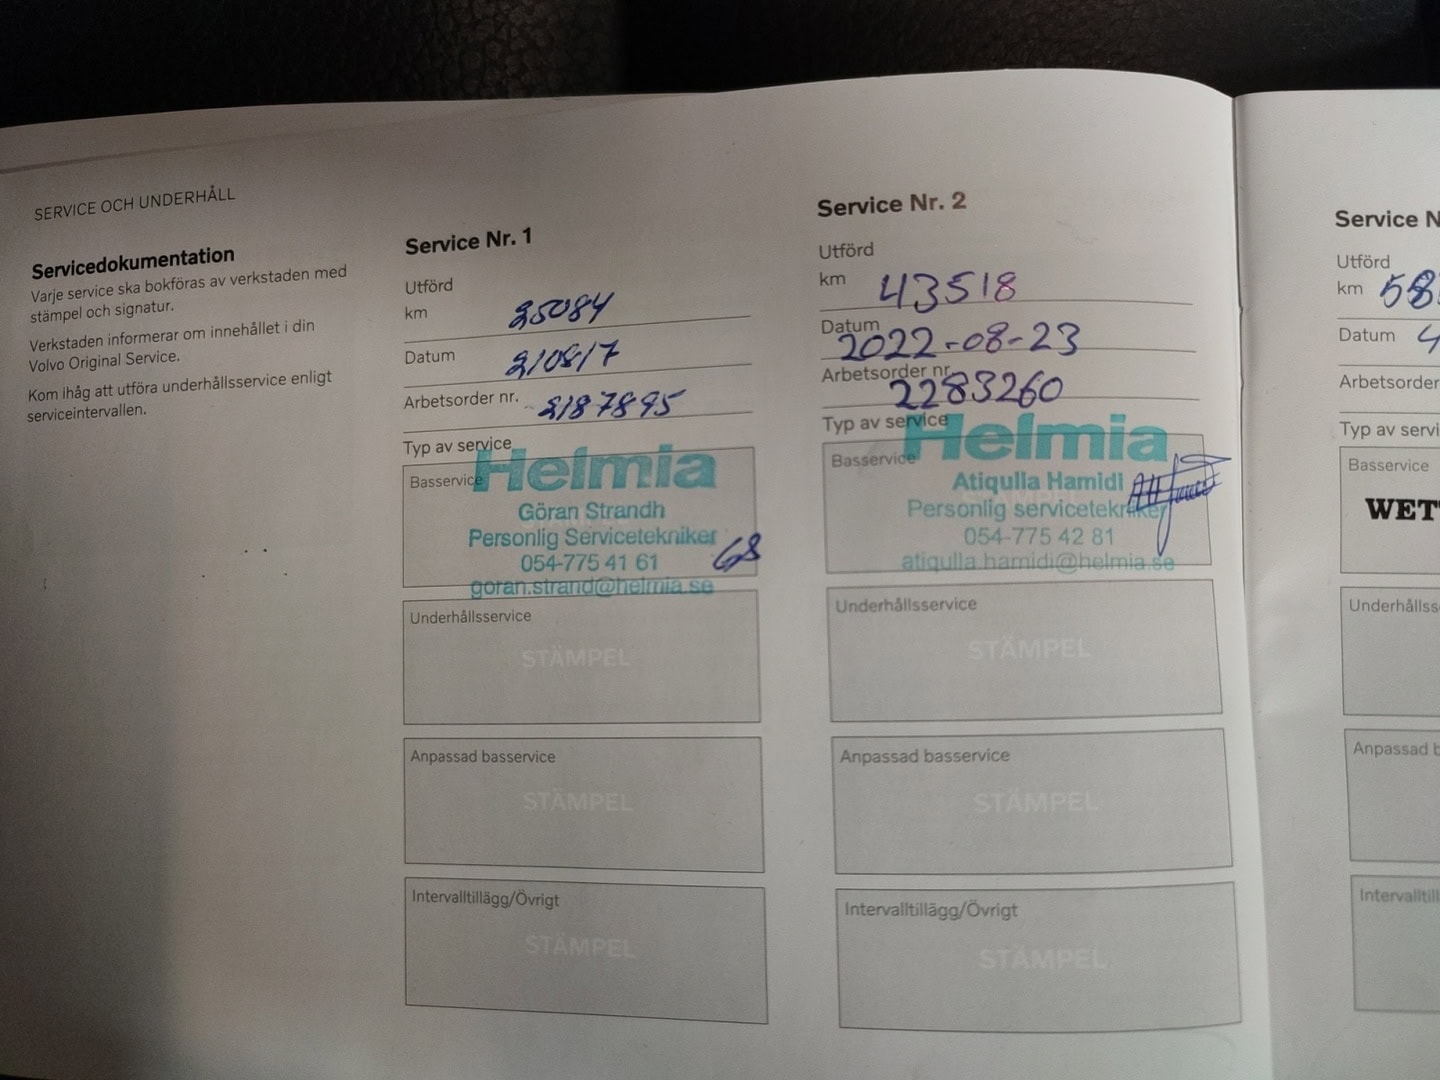 SERVICE OCH UNDERHÅLL
Servicedokumentation
Varje service ska bokföras av verkstaden med
stämpel och signatur.
Verkstaden informerar om innehållet i din
Volvo Original Service.
Kom ihåg att utföra underhållsservice enligt
serviceintervallen.
Service Nr. 1
Utförd
km 25084
Datum 210817
Arbetsorder nr. 2187895
Typ av service
Basservice
Helmia
Göran Strandh
Personlig Servicetekniker
054-775 41 61
goran.strand@helmia.se
GS
Underhållsservice
STÄMPEL
Anpassad basservice
STÄMPEL
Intervalltillägg/Övrigt
STÄMPEL
Service Nr. 2
Utförd
km 43518
Datum
2022-08-23
Arbetsorder nr.
2283260
Typ av service
Basservice
STÄMPEL
Helmia
Atiqulla Hamidi
Personlig servicetekniker
054-775 42 81
atiqulla.hamidi@helmia.se
Underhållsservice
STÄMPEL
Anpassad basservice
STÄMPEL
Intervalltillägg/Övrigt
STÄMPEL
Service N
Utförd
km 58
Datum 4
Arbetsorder
Typ av servi
Basservice
WET
Underhålls
Anpassad b
Intervalltill